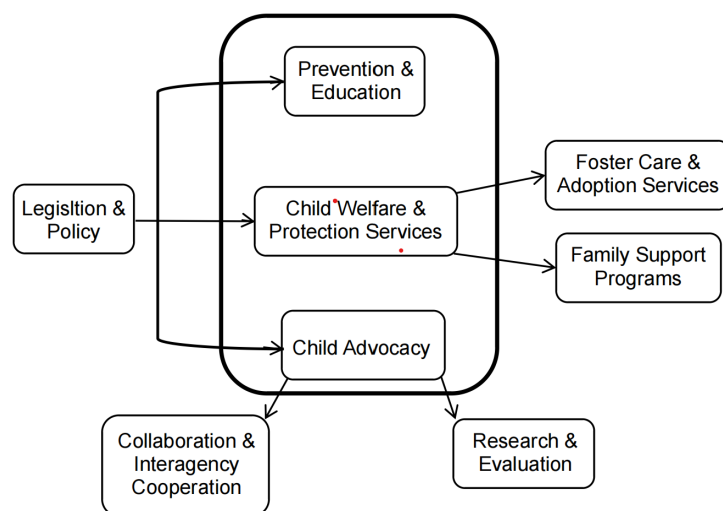 Prevention &
Education
Foster Care &
Adoption Services
Legisltion &
Policy
Child Welfare &
Protection Services
Family Support
Programs
Child Advocacy
Collaboration &
Interagency
Cooperation
Research &
Evaluation